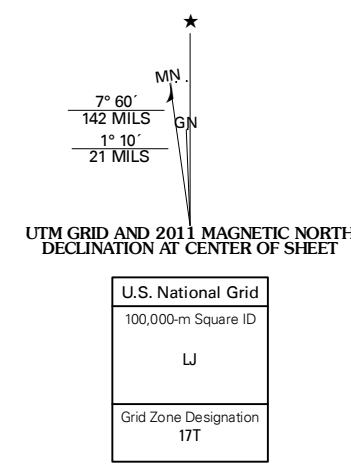 ★
MN
7° 60´
142 MILS
GN
1° 10´
21 MILS
UTM GRID AND 2011 MAGNETIC NORTH
DECLINATION AT CENTER OF SHEET
U.S. National Grid
100,000-m Square ID
LJ
Grid Zone Designation
17T